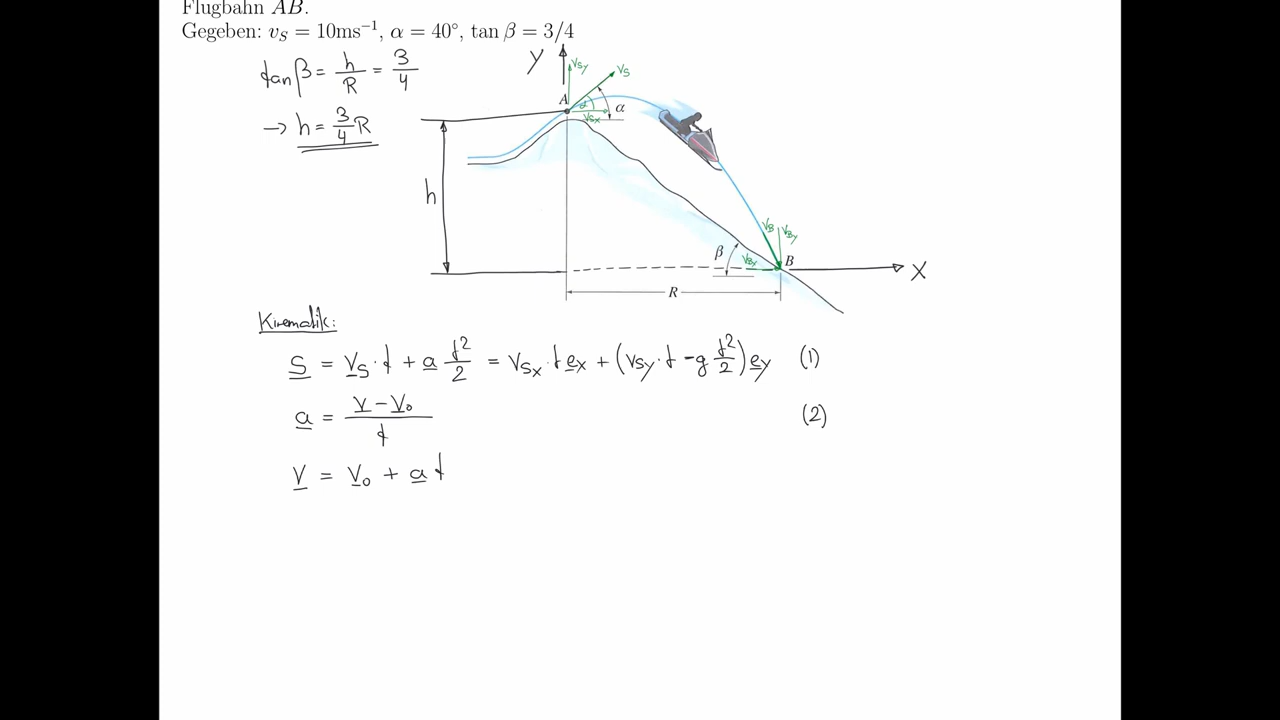 Flugbahn AB.
Gegeben: v_S = 10ms⁻¹, α = 40°, tan β = 3/4
tan β = h/R = 3/4
→ h = 3/4 R
Y
V_Sy
V_S
A
α
α
V_Sx
h
V_B
V_By
β
V_Bx
B
X
R
Kinematik:
S = V_S · t + a t²/2 = V_Sx · t e_x + (V_Sy · t - g t²/2) e_y (1)
a = (V - V₀)/t (2)
V = V₀ + a t